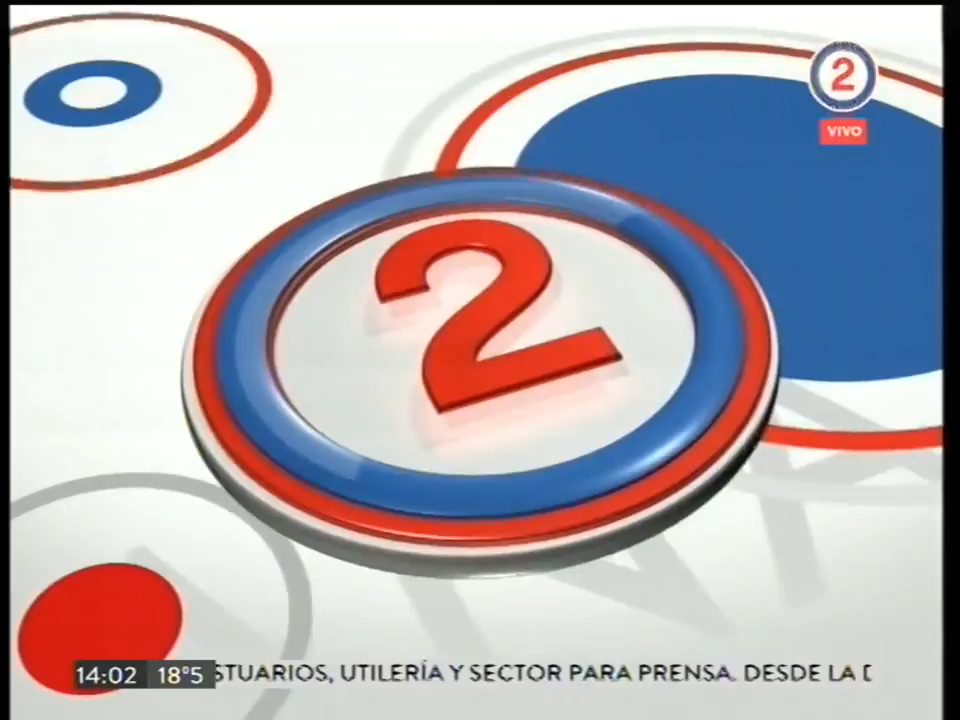 2
VIVO
2
14:02 18°5 STUARIOS, UTILERÍA Y SECTOR PARA PRENSA. DESDE LA